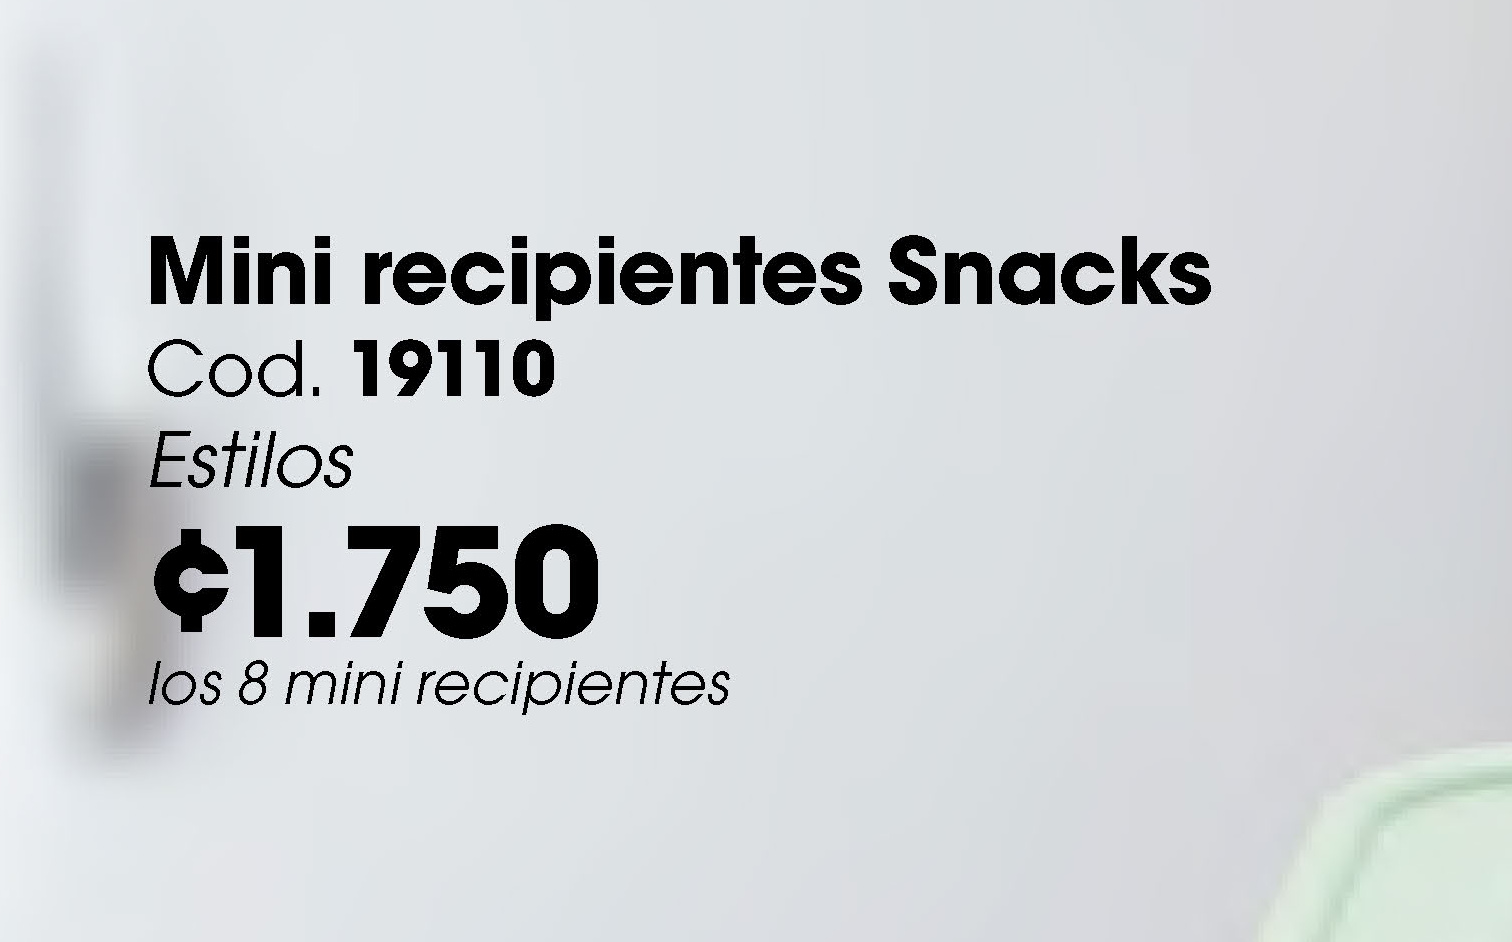 Mini recipientes Snacks
Cod. 19110
Estilos
¢1.750
los 8 mini recipientes